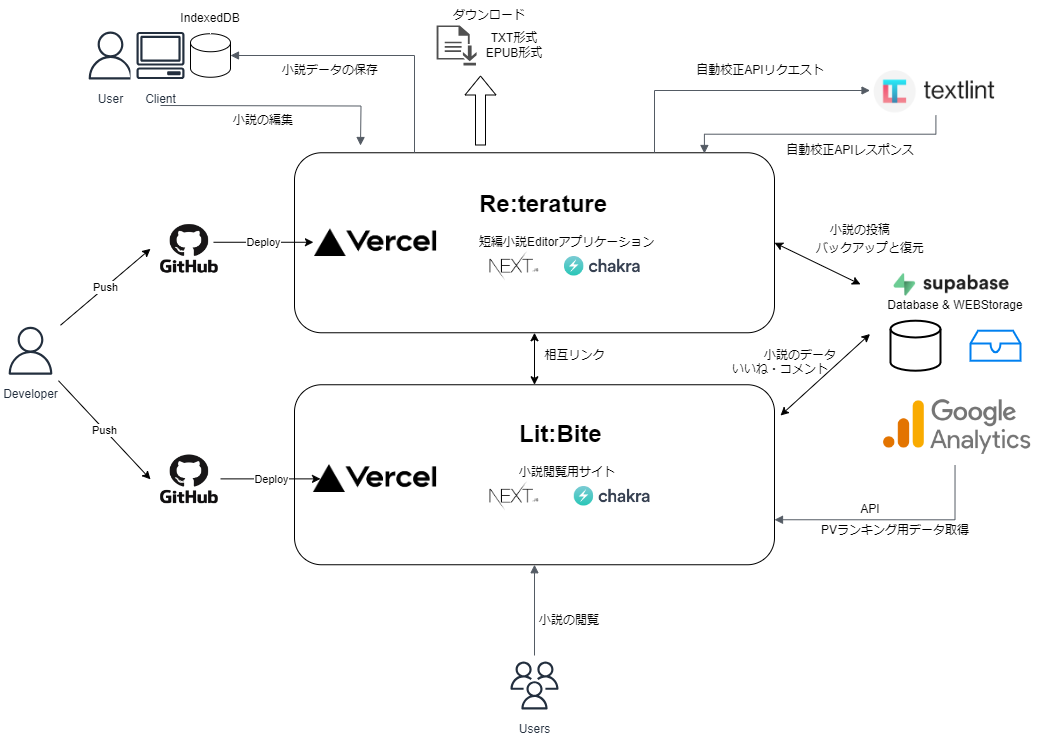 IndexedDB
User
Client
小説データの保存
小説の編集
ダウンロード
TXT形式
EPUB形式
自動校正APIリクエスト
textlint
自動校正APIレスポンス
Re:terature
Vercel
短編小説Editorアプリケーション
NEXT.JS
chakra
GitHub
Deploy
Push
Developer
Push
GitHub
Deploy
小説の投稿
バックアップと復元
supabase
Database & WEBStorage
相互リンク
小説のデータ
いいね・コメント
Lit:Bite
Vercel
小説閲覧用サイト
NEXT.JS
chakra
Google
Analytics
API
PVランキング用データ取得
小説の閲覧
Users